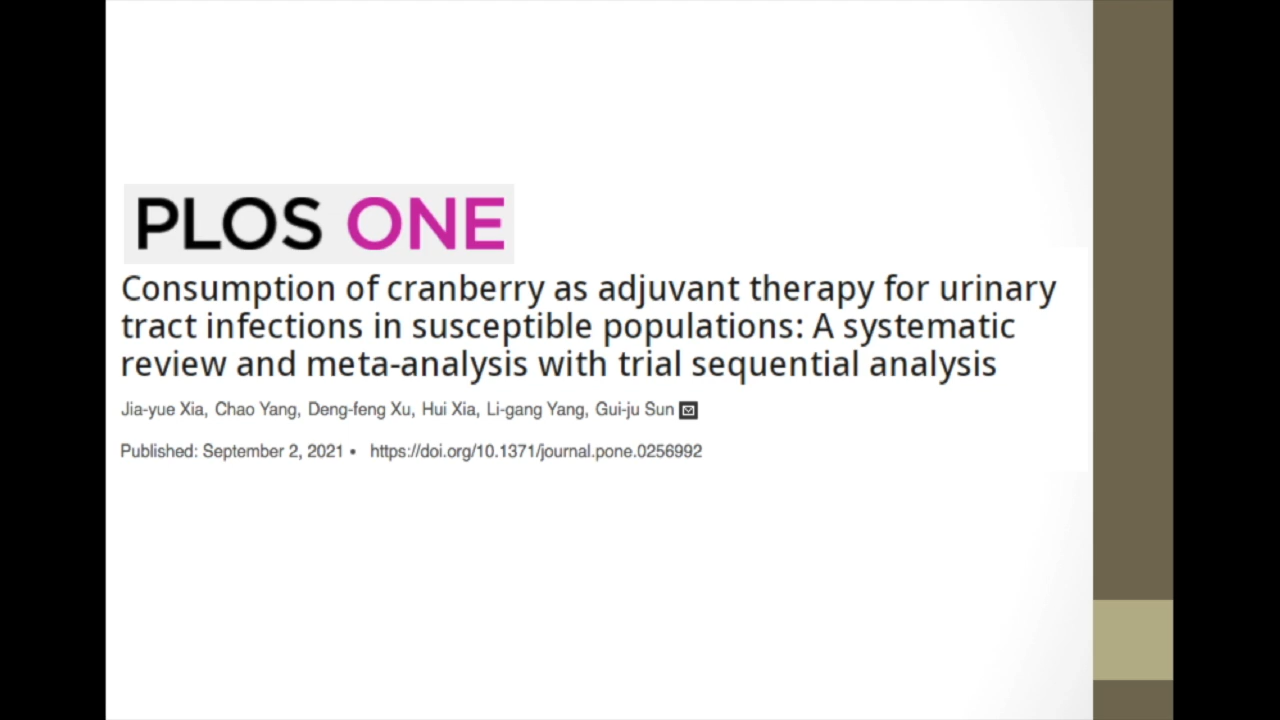 PLOS ONE
Consumption of cranberry as adjuvant therapy for urinary
tract infections in susceptible populations: A systematic
review and meta-analysis with trial sequential analysis
Jia-yue Xia, Chao Yang, Deng-feng Xu, Hui Xia, Li-gang Yang, Gui-ju Sun
Published: September 2, 2021 • https://doi.org/10.1371/journal.pone.0256992